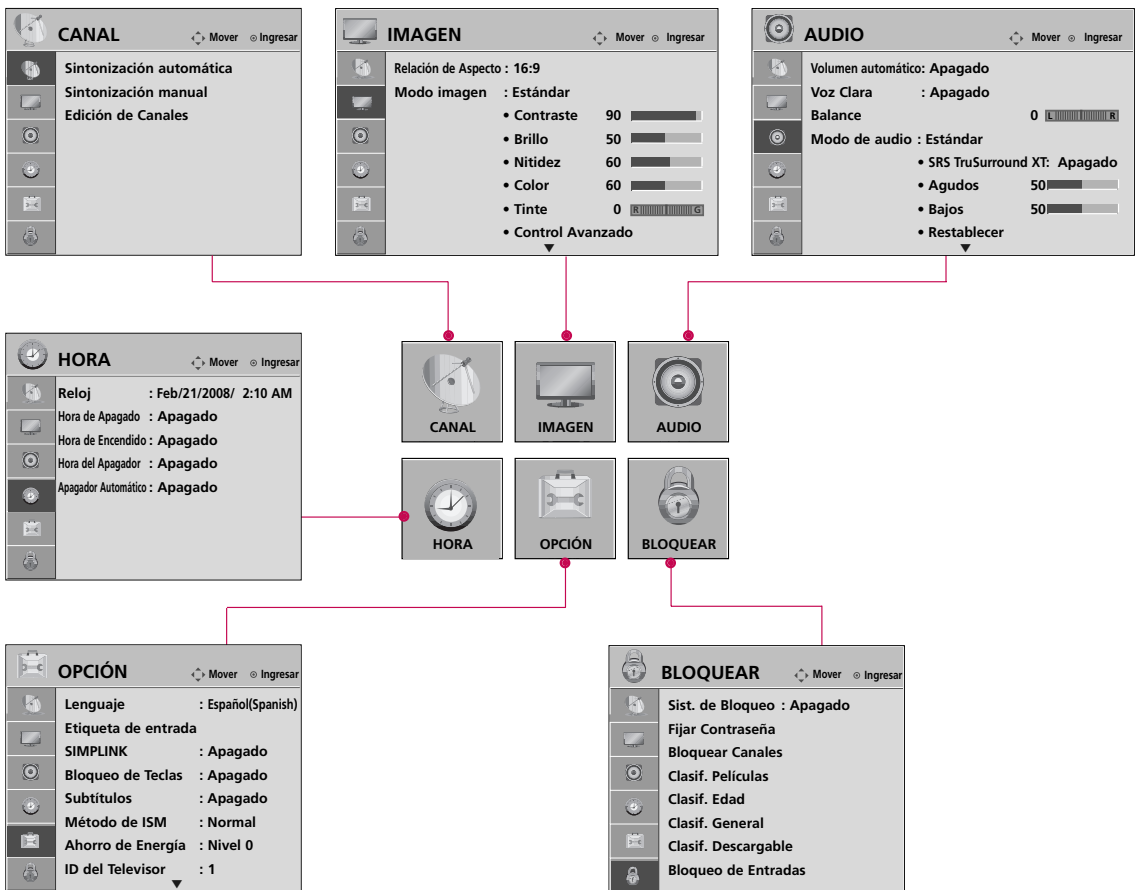 CANAL Mover Ingresar
Sintonización automática
Sintonización manual
Edición de Canales
IMAGEN Mover Ingresar
Relación de Aspecto : 16:9
Modo imagen : Estándar
• Contraste 90
• Brillo 50
• Nitidez 60
• Color 60
• Tinte 0 R G
• Control Avanzado
AUDIO Mover Ingresar
Volumen automático: Apagado
Voz Clara : Apagado
Balance 0 L R
Modo de audio : Estándar
• SRS TruSurround XT: Apagado
• Agudos 50
• Bajos 50
• Restablecer
HORA Mover Ingresar
Reloj : Feb/21/2008/ 2:10 AM
Hora de Apagado : Apagado
Hora de Encendido : Apagado
Hora del Apagador : Apagado
Apagador Automático : Apagado
CANAL
IMAGEN
AUDIO
HORA
OPCIÓN
BLOQUEAR
OPCIÓN Mover Ingresar
Lenguaje : Español(Spanish)
Etiqueta de entrada
SIMPLINK : Apagado
Bloqueo de Teclas : Apagado
Subtítulos : Apagado
Método de ISM : Normal
Ahorro de Energía : Nivel 0
ID del Televisor : 1
BLOQUEAR Mover Ingresar
Sist. de Bloqueo : Apagado
Fijar Contraseña
Bloquear Canales
Clasif. Películas
Clasif. Edad
Clasif. General
Clasif. Descargable
Bloqueo de Entradas